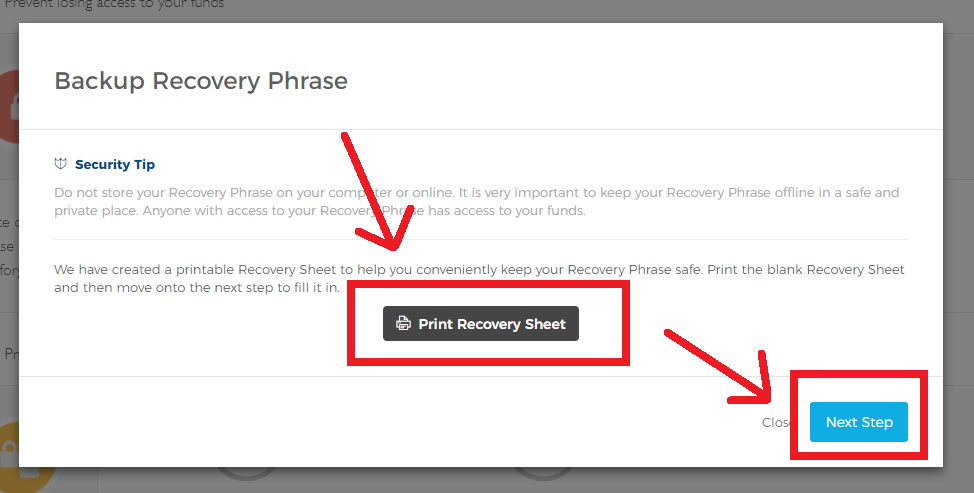 Prevent losing access to your funds
Backup Recovery Phrase
Security Tip
Do not store your Recovery Phrase on your computer or online. It is very important to keep your Recovery Phrase offline in a safe and
private place. Anyone with access to your Recovery Phrase has access to your funds.
We have created a printable Recovery Sheet to help you conveniently keep your Recovery Phrase safe. Print the blank Recovery Sheet
and then move onto the next step to fill it in.
Print Recovery Sheet
Close
Next Step